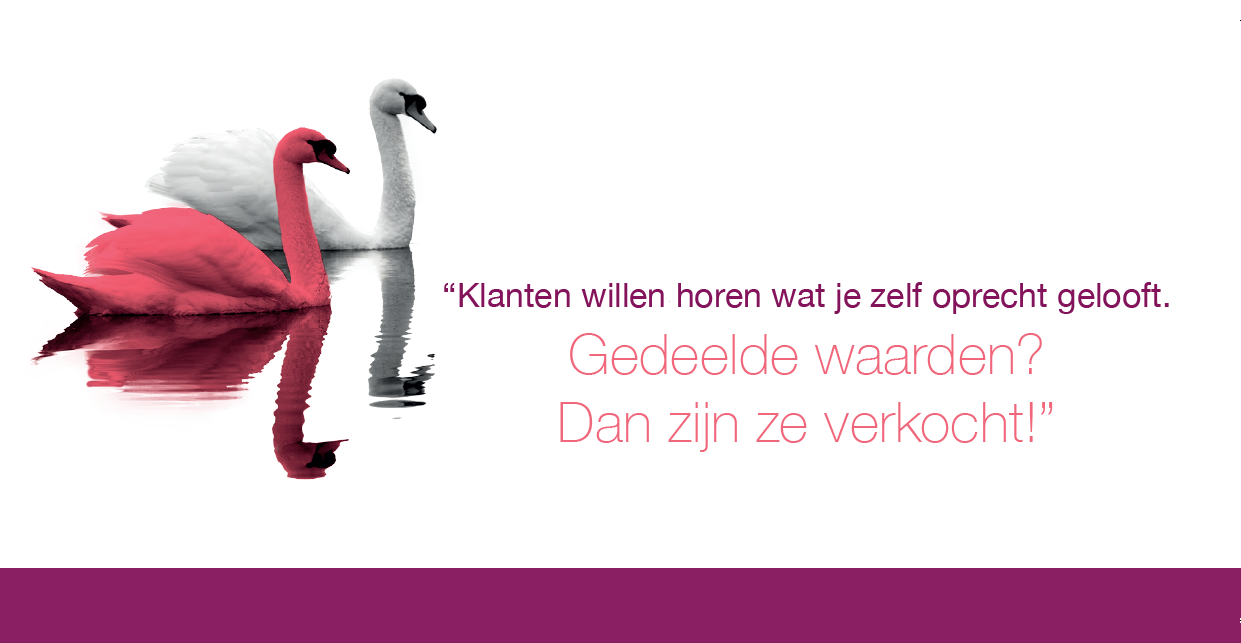 “Klanten willen horen wat je zelf oprecht gelooft.
Gedeelde waarden?
Dan zijn ze verkocht!”